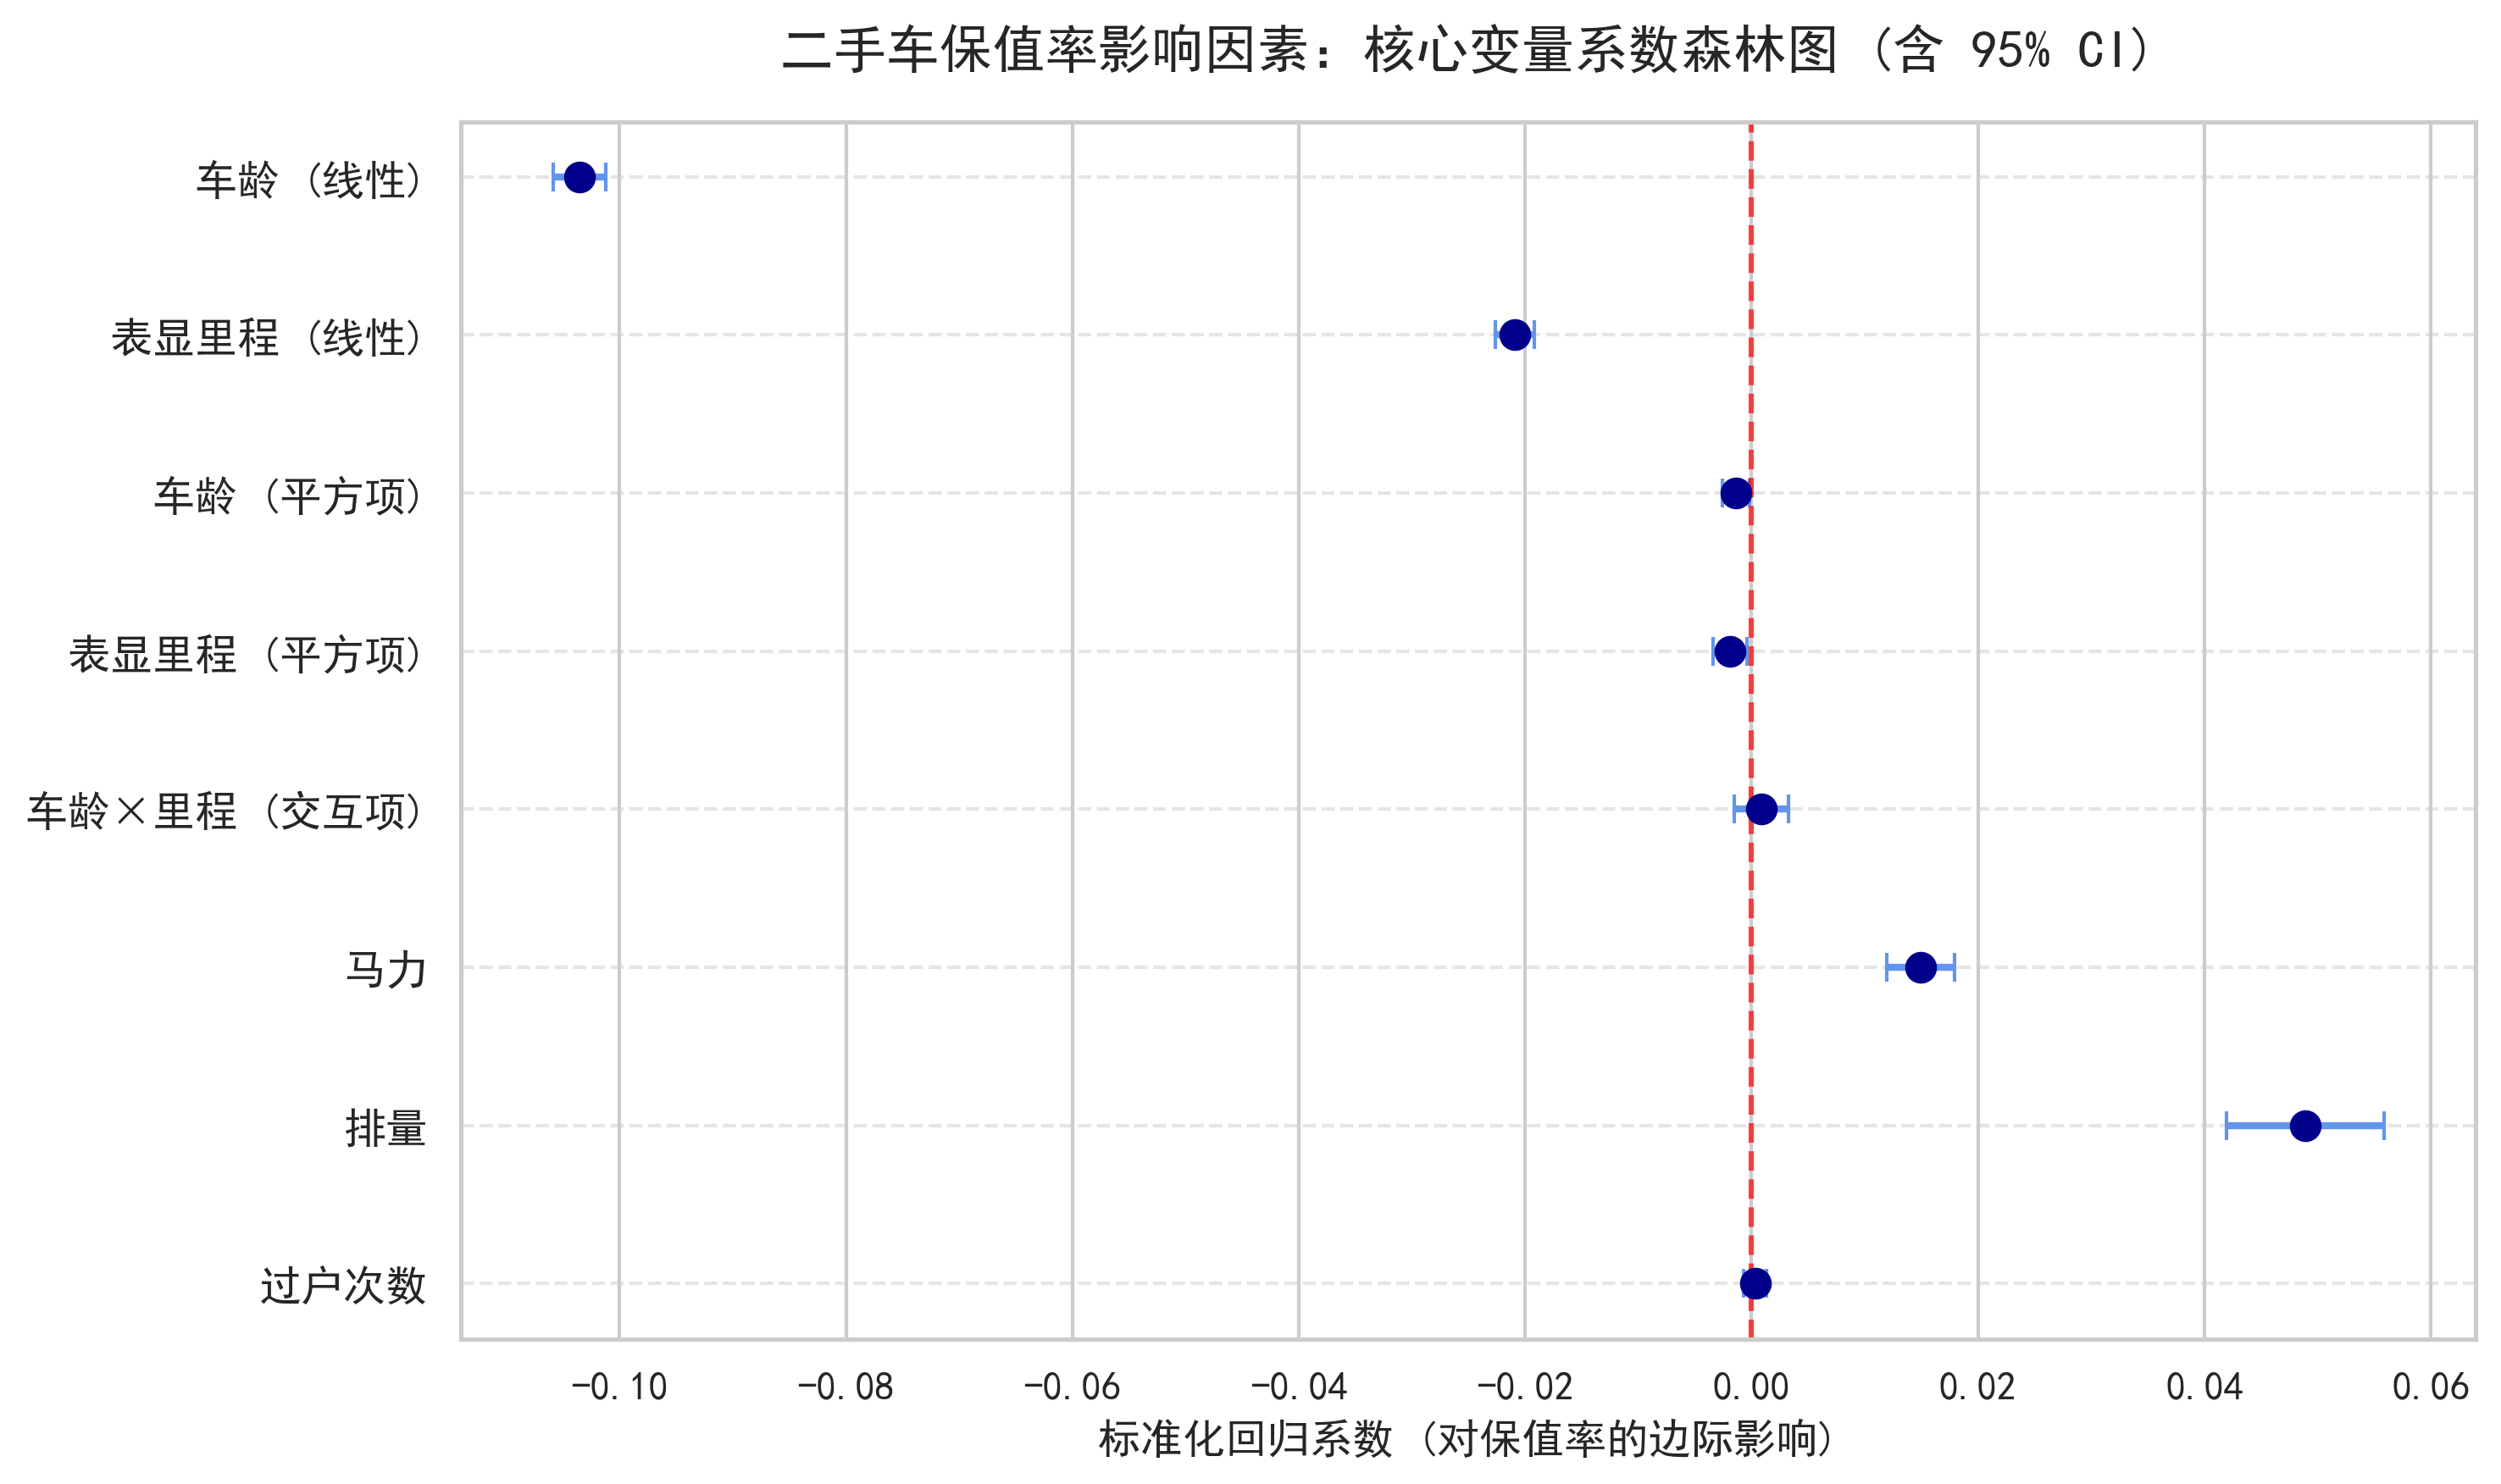 二手车保值率影响因素: 核心变量系数森林图 (含 95% CI)
车龄 (线性)
表显里程 (线性)
车龄 (平方项)
表显里程 (平方项)
车龄×里程 (交互项)
马力
排量
过户次数
-0.10 -0.08 -0.06 -0.04 -0.02 0.00 0.02 0.04 0.06
标准化回归系数 (对保值率的边际影响)